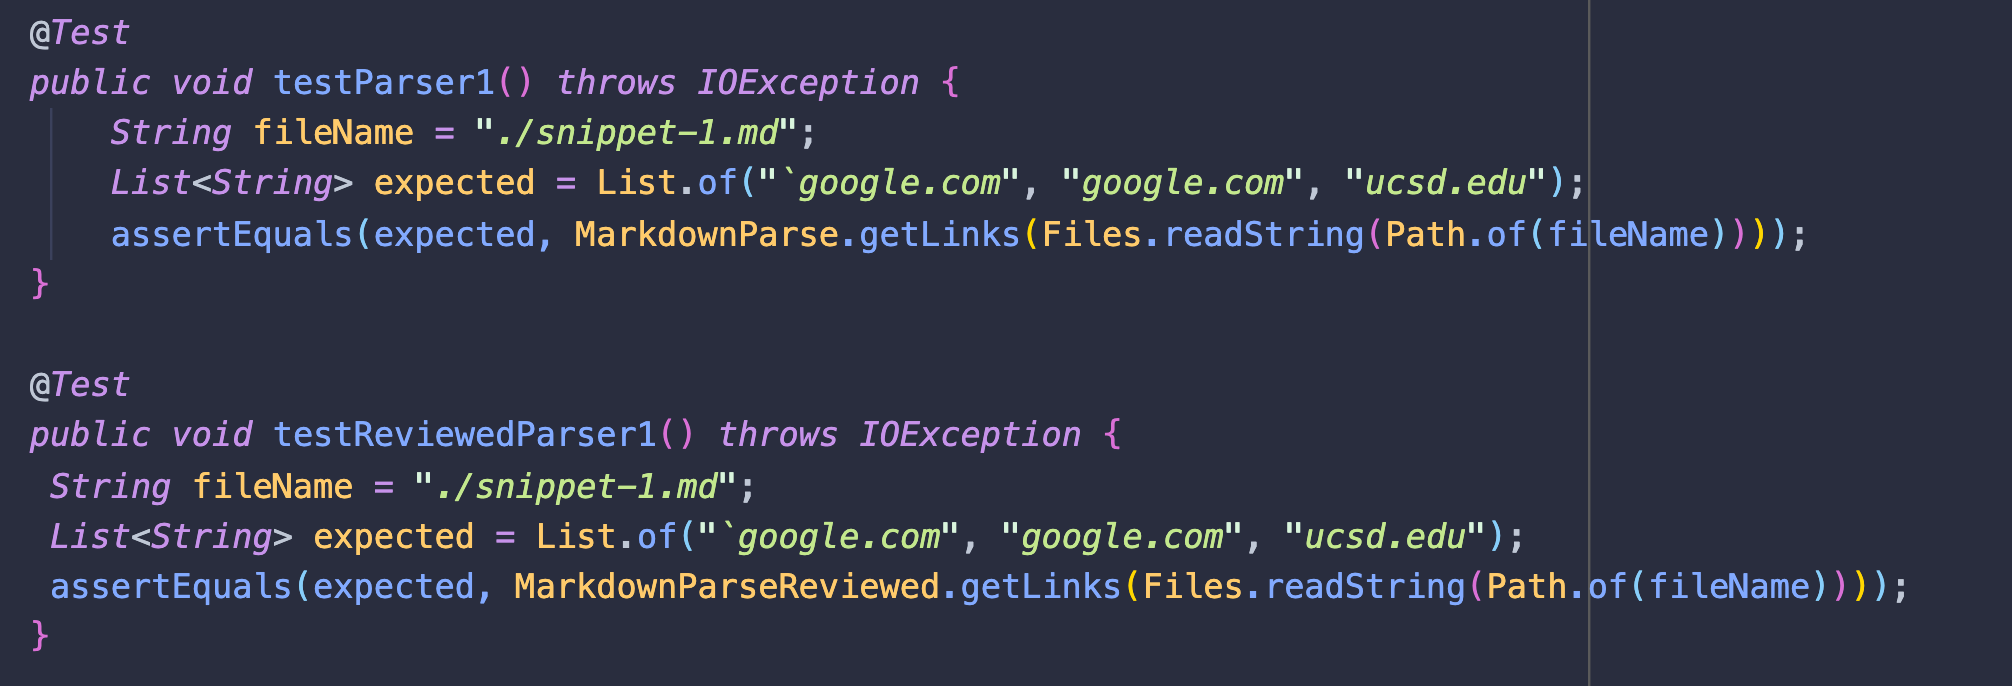 @Test
public void testParser1() throws IOException {
    String fileName = "./snippet-1.md";
    List<String> expected = List.of("`google.com", "google.com", "ucsd.edu");
    assertEquals(expected, MarkdownParse.getLinks(Files.readString(Path.of(fileName))));
}
@Test
public void testReviewedParser1() throws IOException {
 String fileName = "./snippet-1.md";
 List<String> expected = List.of("`google.com", "google.com", "ucsd.edu");
 assertEquals(expected, MarkdownParseReviewed.getLinks(Files.readString(Path.of(fileName))));
}